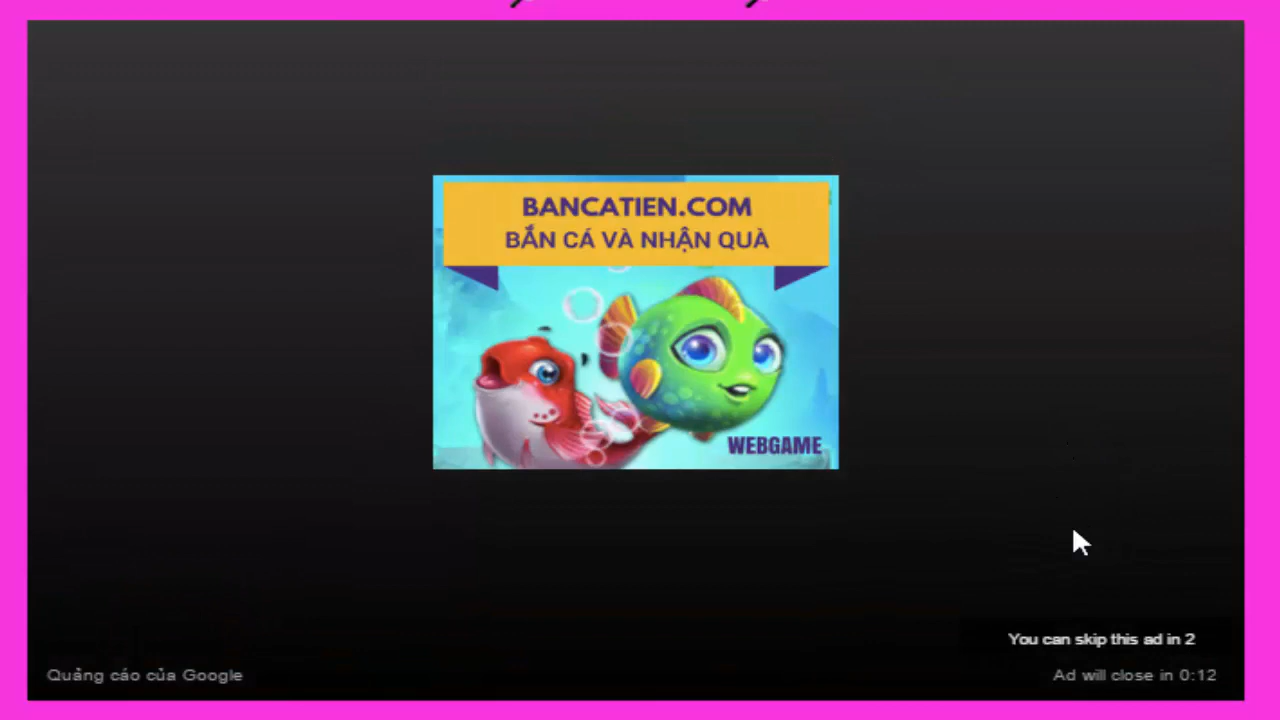 BANCATIEN.COM
BẮN CÁ VÀ NHẬN QUÀ
WEBGAME
You can skip this ad in 2
Quảng cáo của Google
Ad will close in 0:12